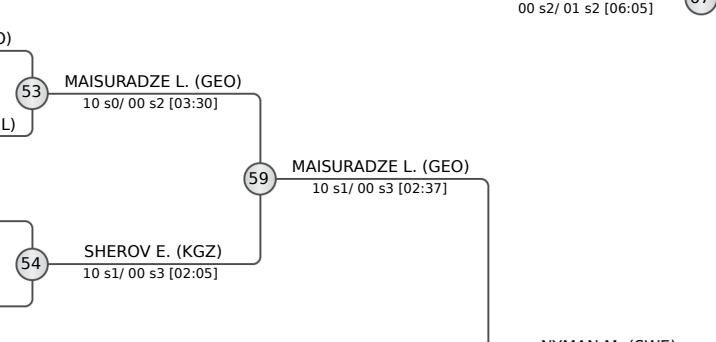 00 s2/ 01 s2 [06:05]
53
MAISURADZE L. (GEO)
10 s0/ 00 s2 [03:30]
L)
59
MAISURADZE L. (GEO)
10 s1/ 00 s3 [02:37]
54
SHEROV E. (KGZ)
10 s1/ 00 s3 [02:05]